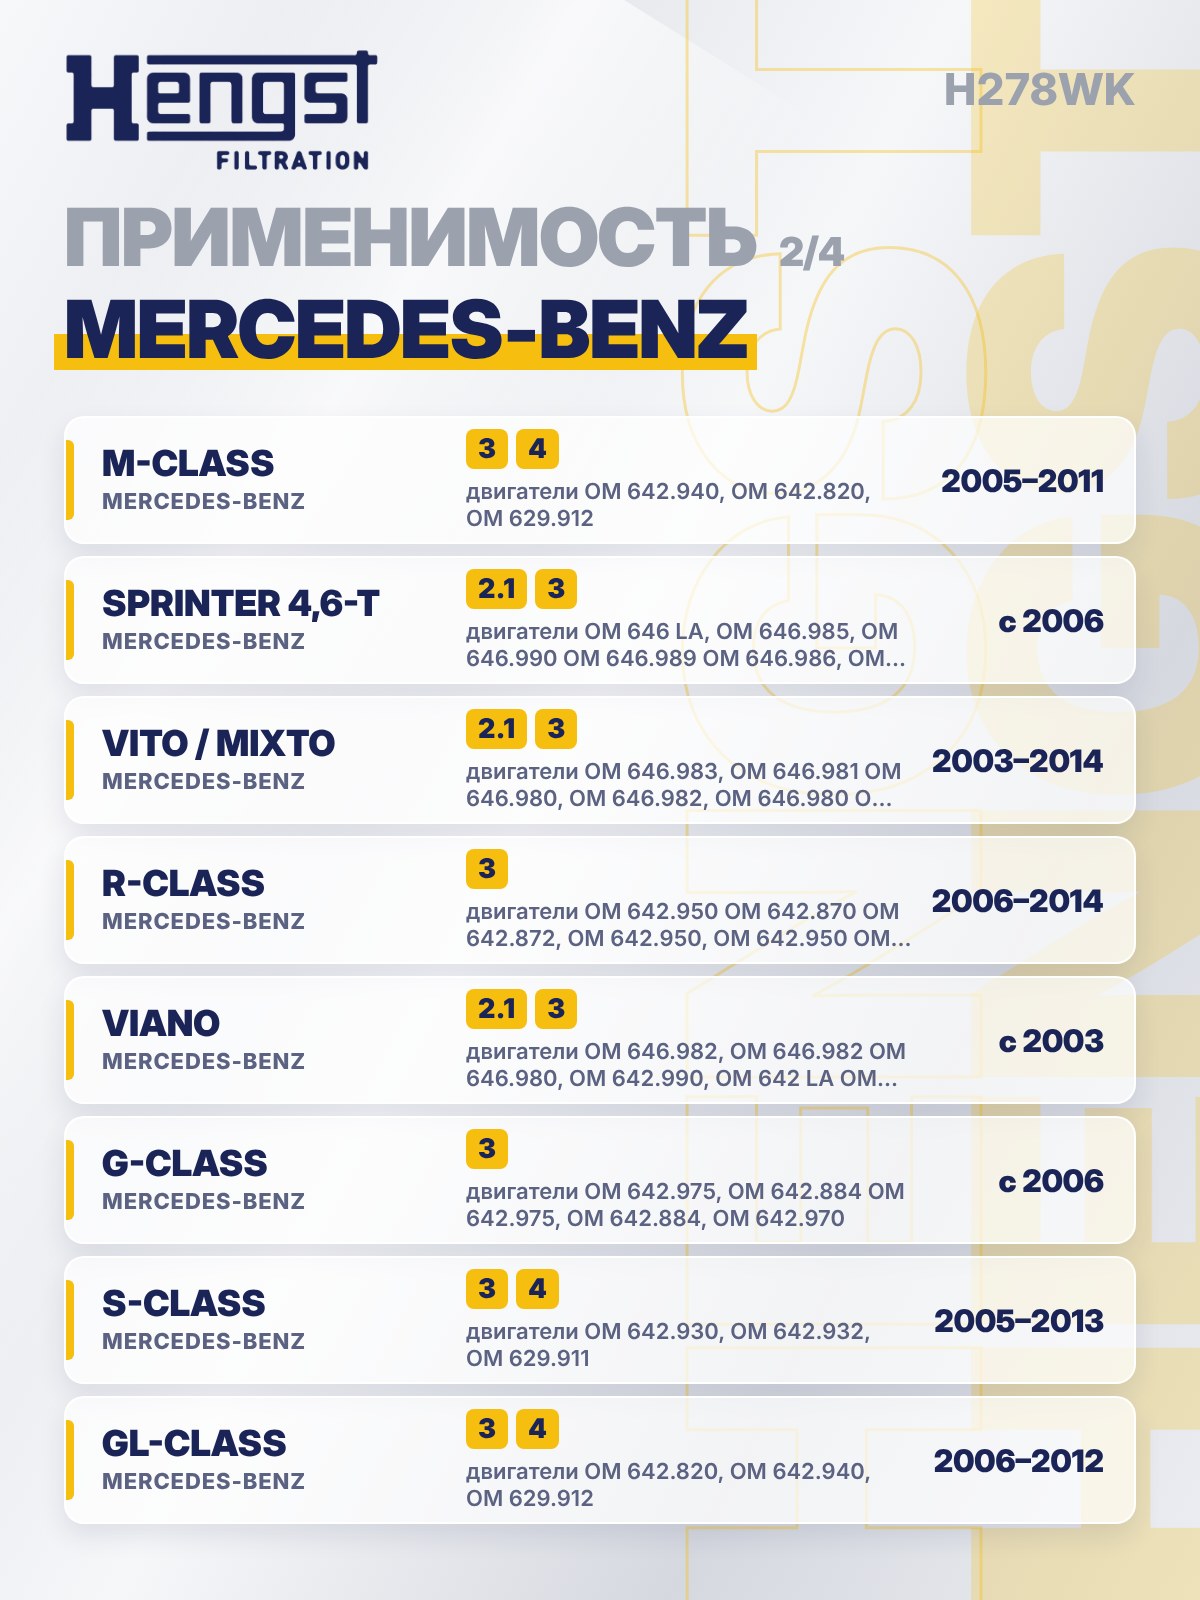 Hengst
FILTRATION
H278WK
ПРИМЕНИМОСТЬ 2/4
MERCEDES-BENZ
M-CLASS
MERCEDES-BENZ
3 4
двигатели OM 642.940, OM 642.820,
OM 629.912
2005–2011
SPRINTER 4,6-T
MERCEDES-BENZ
2.1 3
двигатели OM 646 LA, OM 646.985, OM
646.990 OM 646.989 OM 646.986, OM...
с 2006
VITO / MIXTO
MERCEDES-BENZ
2.1 3
двигатели OM 646.983, OM 646.981 OM
646.980, OM 646.982, OM 646.980 O...
2003–2014
R-CLASS
MERCEDES-BENZ
3
двигатели OM 642.950 OM 642.870 OM
642.872, OM 642.950, OM 642.950 OM...
2006–2014
VIANO
MERCEDES-BENZ
2.1 3
двигатели OM 646.982, OM 646.982 OM
646.980, OM 642.990, OM 642 LA OM...
с 2003
G-CLASS
MERCEDES-BENZ
3
двигатели OM 642.975, OM 642.884 OM
642.975, OM 642.884, OM 642.970
с 2006
S-CLASS
MERCEDES-BENZ
3 4
двигатели OM 642.930, OM 642.932,
OM 629.911
2005–2013
GL-CLASS
MERCEDES-BENZ
3 4
двигатели OM 642.820, OM 642.940,
OM 629.912
2006–2012
HENGST
HENGST